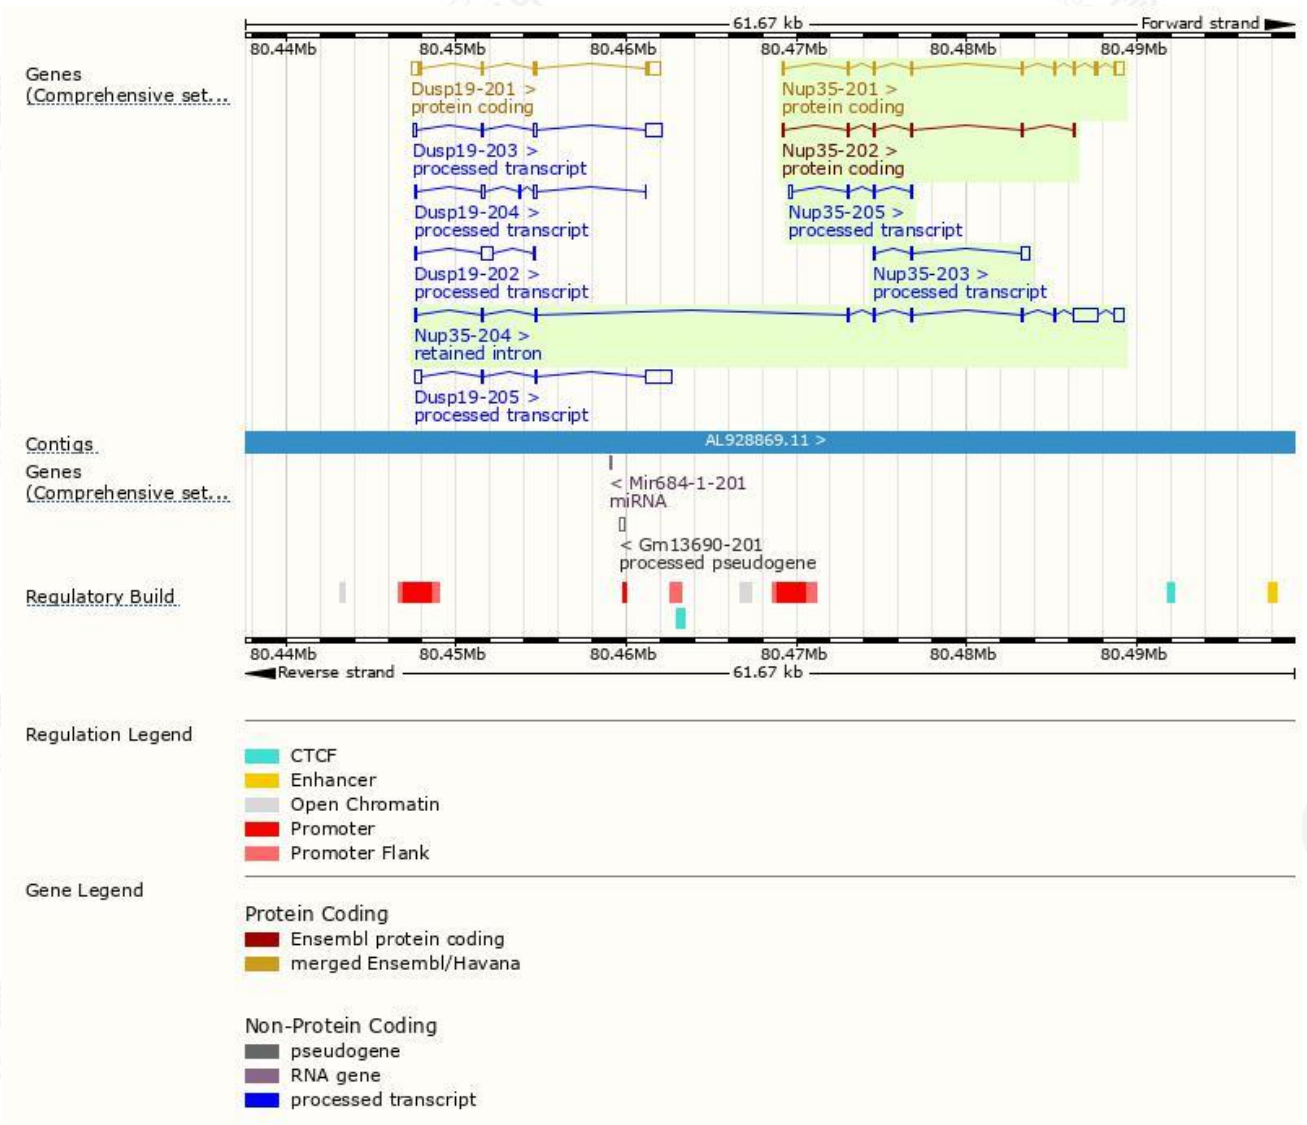 61.67 kb Forward strand
80.44Mb 80.45Mb 80.46Mb 80.47Mb 80.48Mb 80.49Mb
Genes
(Comprehensive set...
Dusp19-201 >
protein coding
Nup35-201 >
protein coding
Dusp19-203 >
processed transcript
Nup35-202 >
protein coding
Dusp19-204 >
processed transcript
Nup35-205 >
processed transcript
Dusp19-202 >
processed transcript
Nup35-203 >
processed transcript
Nup35-204 >
retained intron
Dusp19-205 >
processed transcript
Contigs
AL928869.11 >
Genes
(Comprehensive set...
< Mir684-1-201
miRNA
< Gm13690-201
processed pseudogene
Regulatory Build
80.44Mb 80.45Mb 80.46Mb 80.47Mb 80.48Mb 80.49Mb
Reverse strand 61.67 kb
Regulation Legend
CTCF
Enhancer
Open Chromatin
Promoter
Promoter Flank
Gene Legend
Protein Coding
Ensembl protein coding
merged Ensembl/Havana
Non-Protein Coding
pseudogene
RNA gene
processed transcript